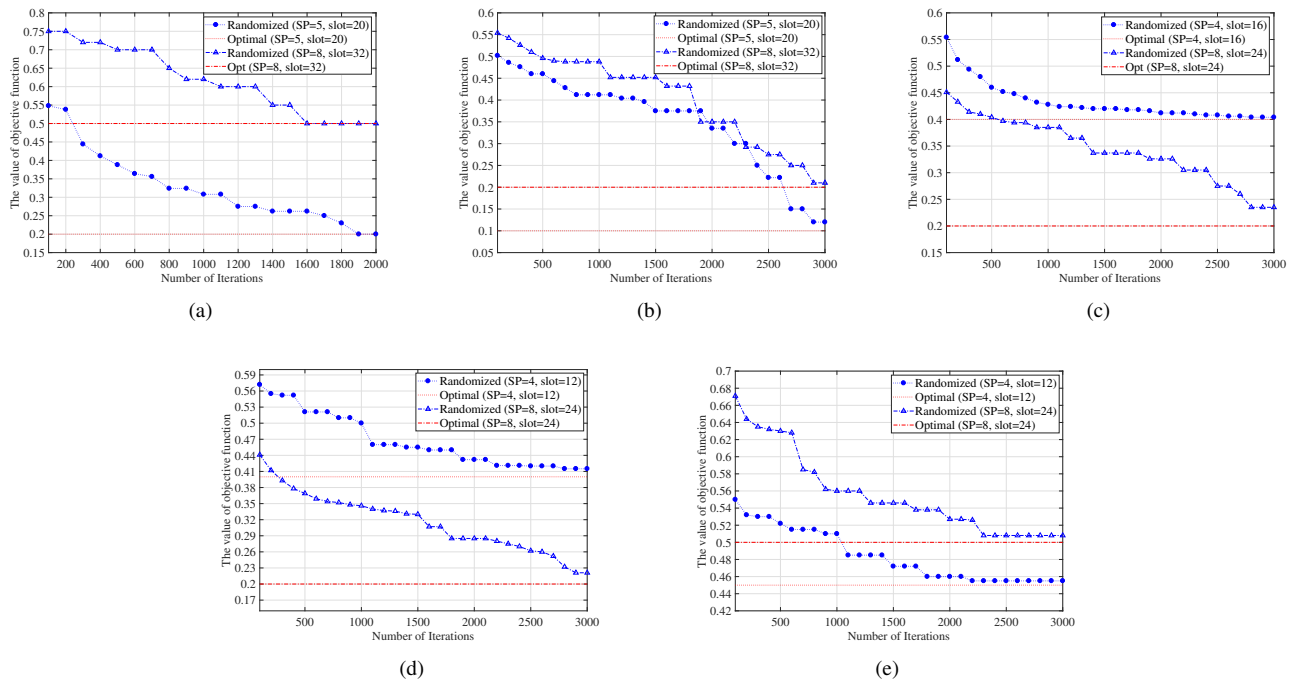 The value of objective function
0.75
0.7
0.6
0.5
0.4
0.3
0.2
0.15
200
400
600
800
1000
1200
1400
1600
1800
2000
Number of Iterations
Randomized (SP=5, slot=20)
Optimal (SP=5, slot=20)
Randomized (SP=8, slot=32)
Opt (SP=8, slot=32)
(a)
The value of objective function
0.6
0.55
0.5
0.45
0.4
0.35
0.3
0.25
0.2
0.15
0.1
0.05
500
1000
1500
2000
2500
3000
Number of Iterations
Randomized (SP=5, slot=20)
Optimal (SP=5, slot=20)
Randomized (SP=8, slot=32)
Optimal (SP=8, slot=32)
(b)
The value of objective function
0.6
0.55
0.5
0.45
0.4
0.35
0.3
0.25
0.2
0.15
500
1000
1500
2000
2500
3000
Number of Iterations
Randomized (SP=4, slot=16)
Optimal (SP=4, slot=16)
Randomized (SP=8, slot=24)
Opt (SP=8, slot=24)
(c)
The value of objective function
0.59
0.56
0.53
0.5
0.47
0.44
0.41
0.38
0.35
0.32
0.29
0.26
0.23
0.2
0.17
500
1000
1500
2000
2500
3000
Number of Iterations
Randomized (SP=4, slot=12)
Optimal (SP=4, slot=12)
Randomized (SP=8, slot=24)
Optimal (SP=8, slot=24)
(d)
The value of objective function
0.7
0.68
0.66
0.64
0.62
0.6
0.58
0.56
0.54
0.52
0.5
0.48
0.46
0.44
0.42
500
1000
1500
2000
2500
3000
Number of Iterations
Randomized (SP=4, slot=12)
Optimal (SP=4, slot=12)
Randomized (SP=8, slot=24)
Optimal (SP=8, slot=24)
(e)